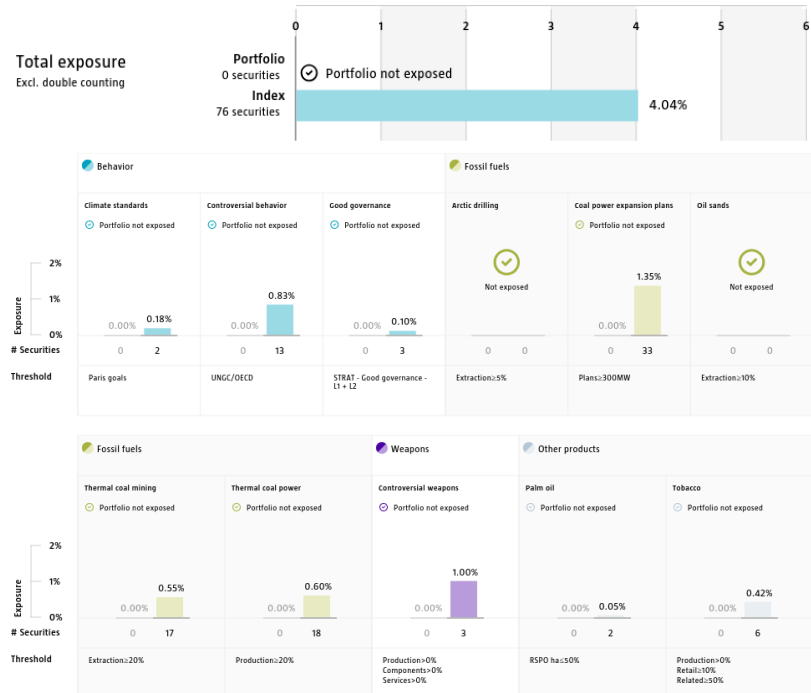 0 1 2 3 4 5 6
Total exposure
Excl. double counting
Portfolio
0 securities
Portfolio not exposed
Index
76 securities
4.04%
Behavior
Fossil fuels
Climate standards
Controversial behavior
Good governance
Arctic drilling
Coal power expansion plans
Oil sands
Portfolio not exposed
Portfolio not exposed
Portfolio not exposed
Not exposed
Portfolio not exposed
Not exposed
Exposure
2%
1%
0%
0.00% 0.18%
0.00% 0.83%
0.00% 0.10%
0.00% 1.35%
# Securities
0 2
0 13
0 3
0 0
0 33
0 0
Threshold
Paris goals
UNGC/OECD
STRAT - Good governance -
L1 + L2
Extraction≥5%
Plans≥300MW
Extraction≥10%
Fossil fuels
Weapons
Other products
Thermal coal mining
Thermal coal power
Controversial weapons
Palm oil
Tobacco
Portfolio not exposed
Portfolio not exposed
Portfolio not exposed
Portfolio not exposed
Portfolio not exposed
Exposure
2%
1%
0%
0.00% 0.55%
0.00% 0.60%
0.00% 1.00%
0.00% 0.05%
0.00% 0.42%
# Securities
0 17
0 18
0 3
0 2
0 6
Threshold
Extraction≥20%
Production≥20%
Production>0%
Components>0%
Services>0%
RSPO ha≤50%
Production>0%
Retail≥10%
Related≥50%